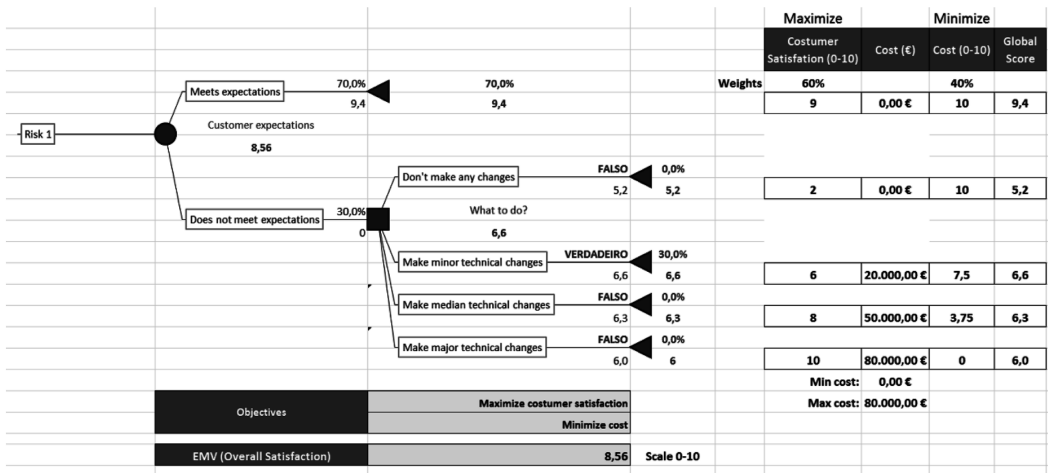 Maximize Minimize
Costumer Satisfation (0-10) Cost (€) Cost (0-10) Global Score
70,0% 70,0% Weights 60% 40%
Meets expectations
9,4 9,4 9 0,00 € 10 9,4
Customer expectations
Risk 1
8,56
FALSO 0,0%
Don't make any changes
5,2 5,2 2 0,00 € 10 5,2
30,0% What to do?
Does not meet expectations
0 6,6
VERDADEIRO 30,0%
Make minor technical changes
6,6 6,6 6 20.000,00 € 7,5 6,6
FALSO 0,0%
Make median technical changes
6,3 6,3 8 50.000,00 € 3,75 6,3
FALSO 0,0%
Make major technical changes
6,0 6 10 80.000,00 € 0 6,0
Min cost: 0,00 €
Objectives
Maximize costumer satisfaction Max cost: 80.000,00 €
Minimize cost
EMV (Overall Satisfaction) 8,56 Scale 0-10